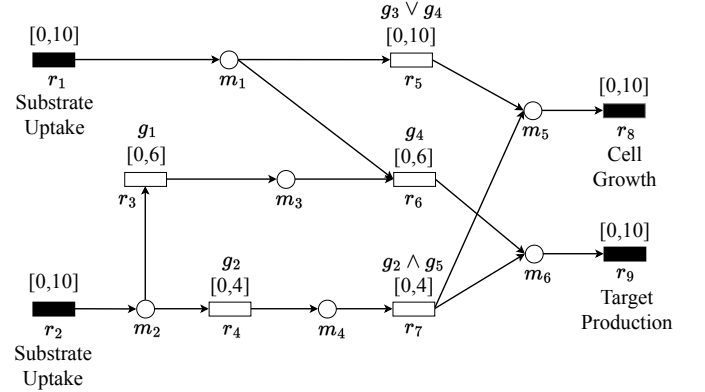 g₃ ∨ g₄
[0,10]
[0,10]
r₁
Substrate
Uptake
m₁
r₅
[0,10]
m₅
r₈
Cell
Growth
g₁
[0,6]
r₃
m₃
g₄
[0,6]
r₆
[0,10]
m₆
r₉
Target
Production
[0,10]
r₂
Substrate
Uptake
m₂
g₂
[0,4]
r₄
m₄
g₂ ∧ g₅
[0,4]
r₇